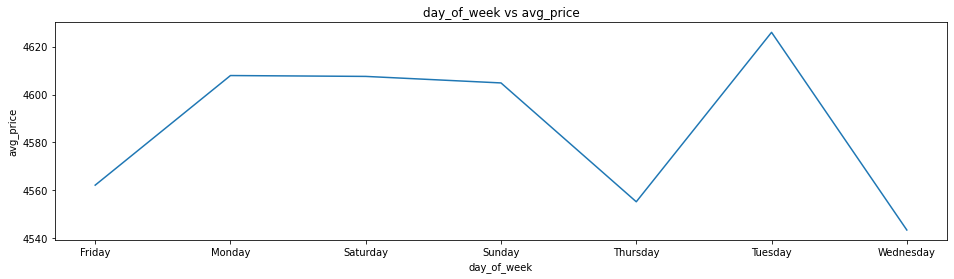 day_of_week vs avg_price
avg_price
4620
4600
4580
4560
4540
Friday Monday Saturday Sunday Thursday Tuesday Wednesday
day_of_week